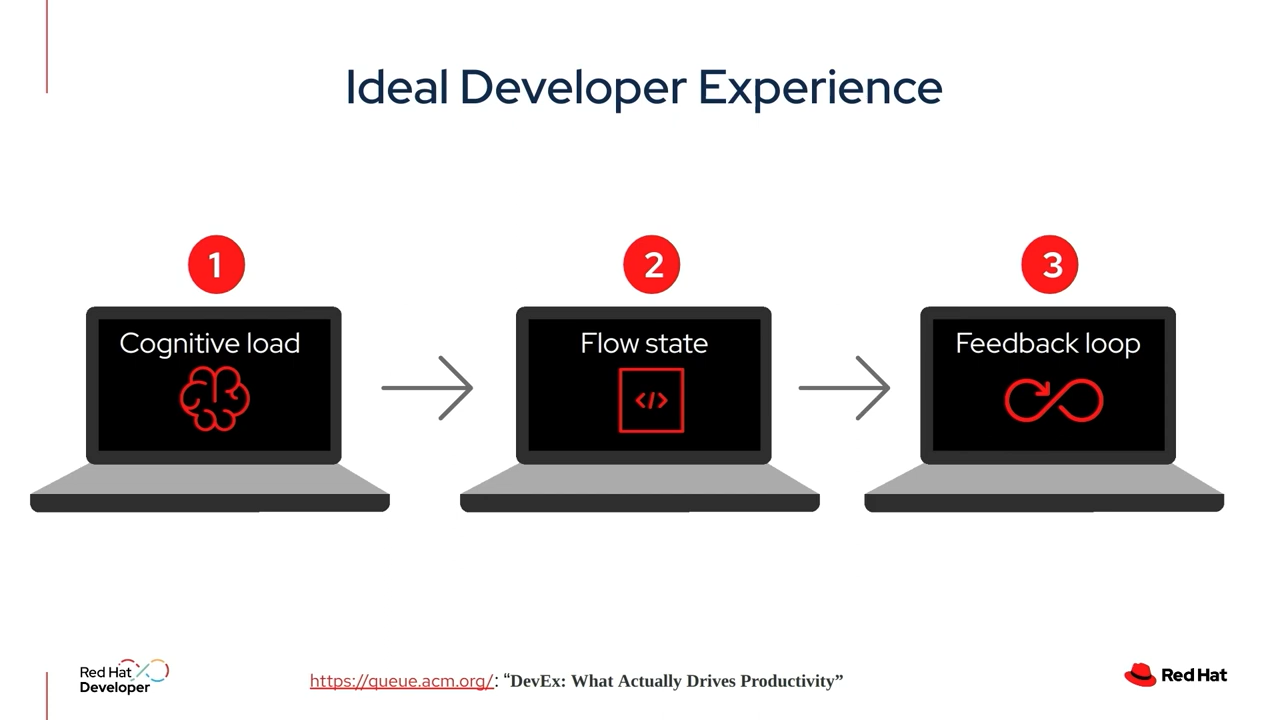 Ideal Developer Experience
1
2
3
Cognitive load
Flow state
</>
Feedback loop
Red Hat
Developer
https://queue.acm.org/: “DevEx: What Actually Drives Productivity”
Red Hat